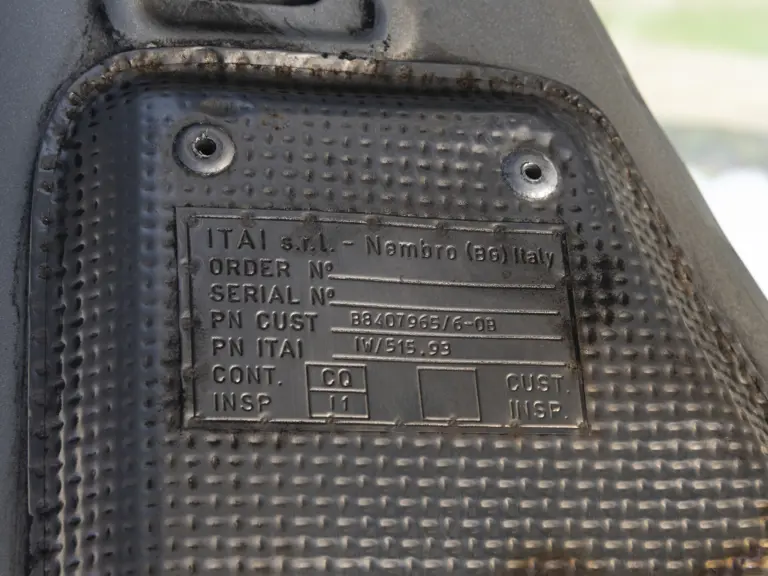 ITAI s.r.l. - Nembro (BG) Italy
ORDER Nº
SERIAL Nº
PN CUST B8407965/6-0B
PN ITAI IW/515.93
CONT. CQ CUST.
INSP I1 INSP.